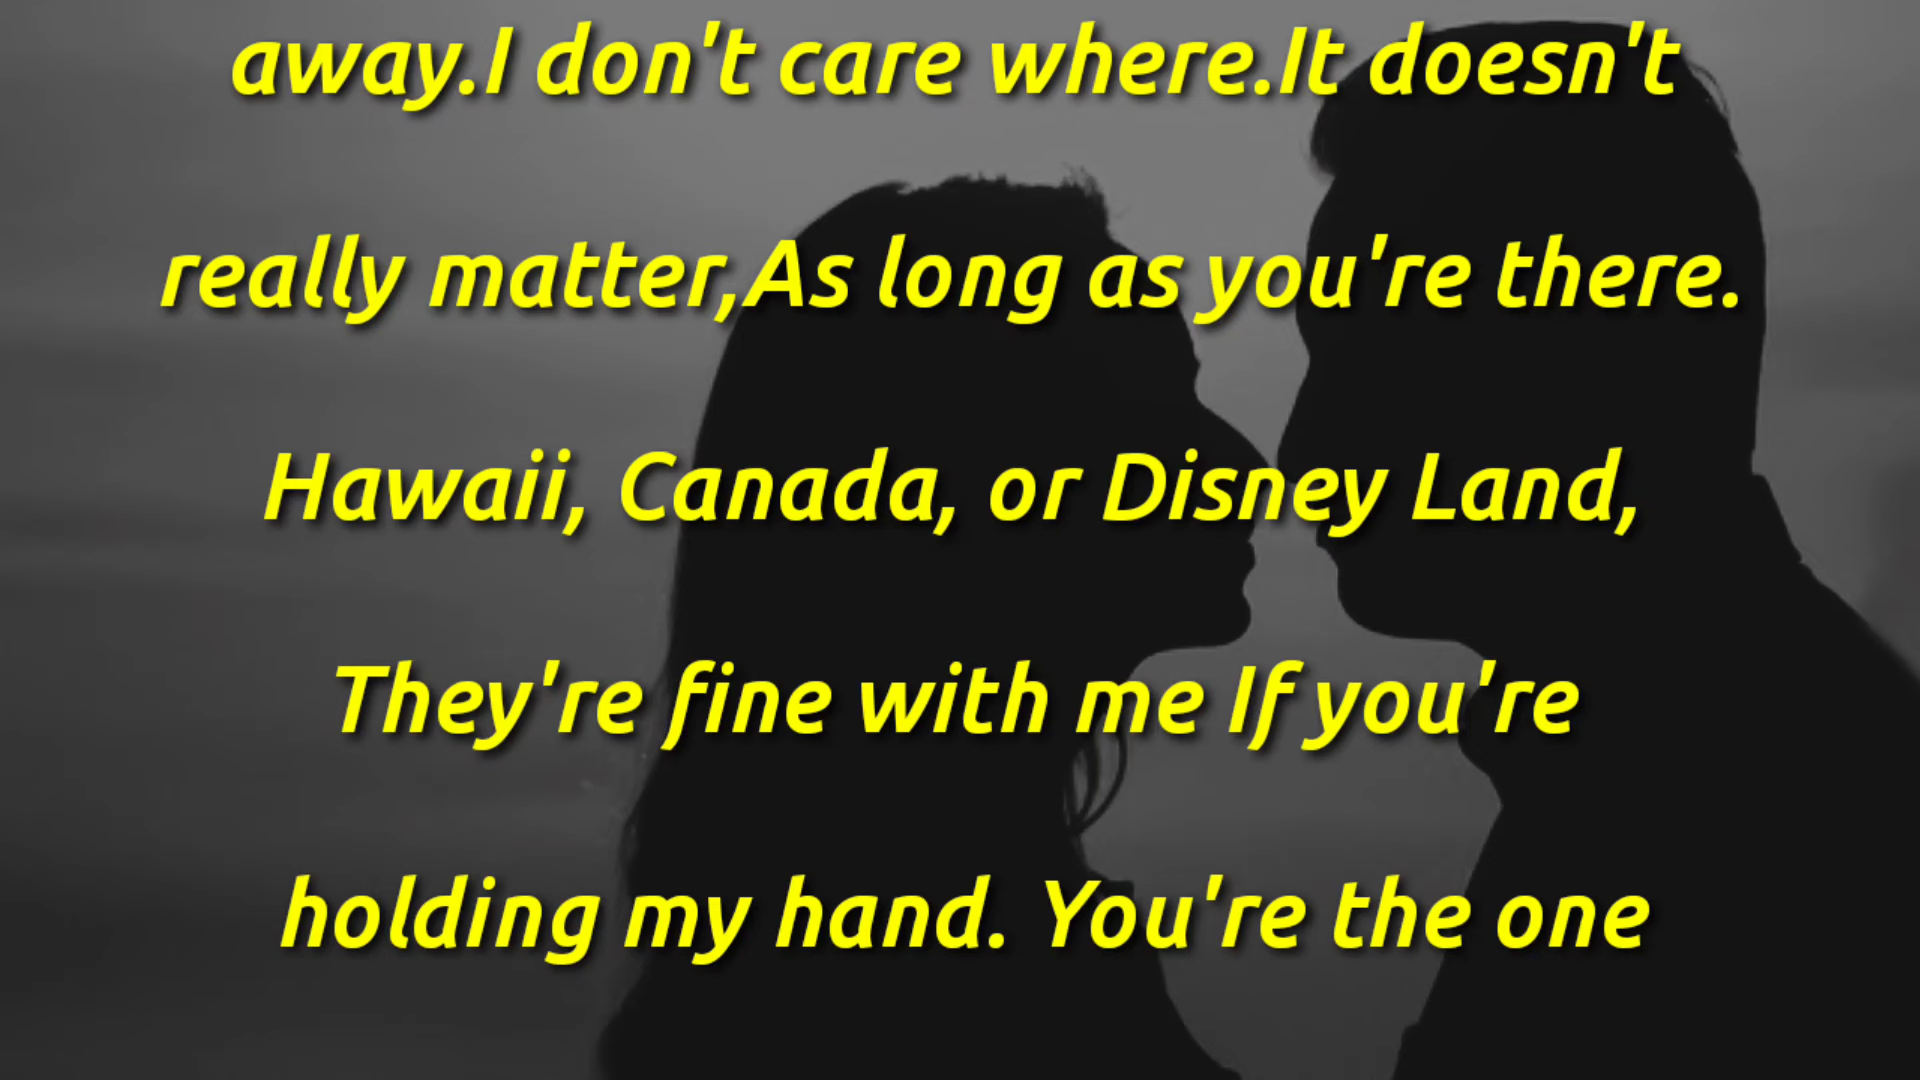 away.I don't care where.It doesn't
really matter,As long as you're there.
Hawaii, Canada, or Disney Land,
They're fine with me If you're
holding my hand. You're the one